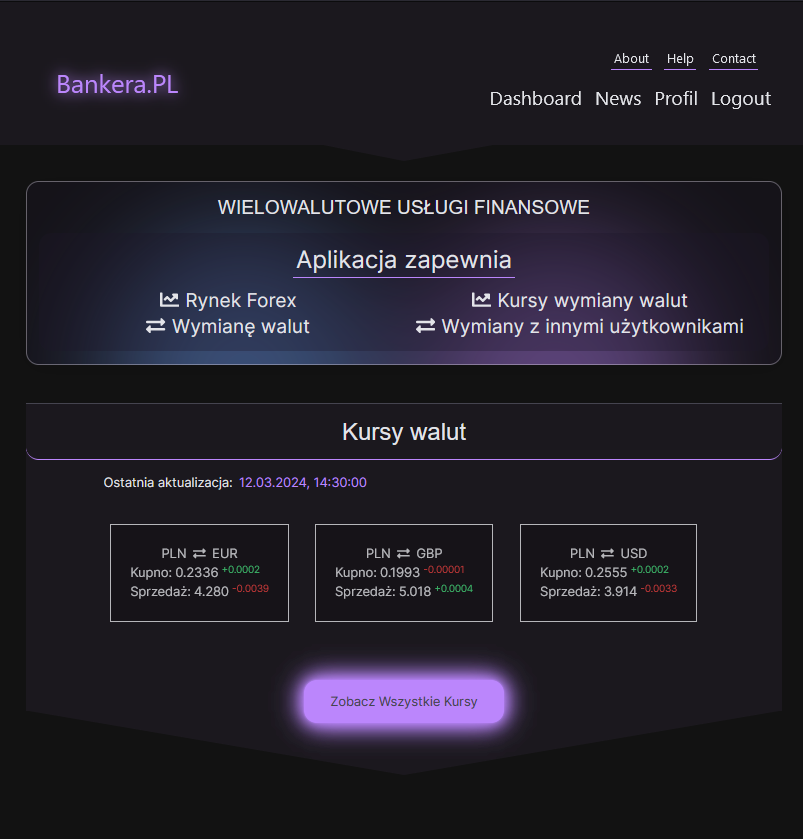 Bankera.PL
About Help Contact
Dashboard News Profil Logout
WIELOWALUTOWE USŁUGI FINANSOWE
Aplikacja zapewnia
Rynek Forex
Wymianę walut
Kursy wymiany walut
Wymiany z innymi użytkownikami
Kursy walut
Ostatnia aktualizacja: 12.03.2024, 14:30:00
PLN ⇄ EUR
Kupno: 0.2336 +0.0002
Sprzedaż: 4.280 -0.0039
PLN ⇄ GBP
Kupno: 0.1993 -0.00001
Sprzedaż: 5.018 +0.0004
PLN ⇄ USD
Kupno: 0.2555 +0.0002
Sprzedaż: 3.914 -0.0033
Zobacz Wszystkie Kursy